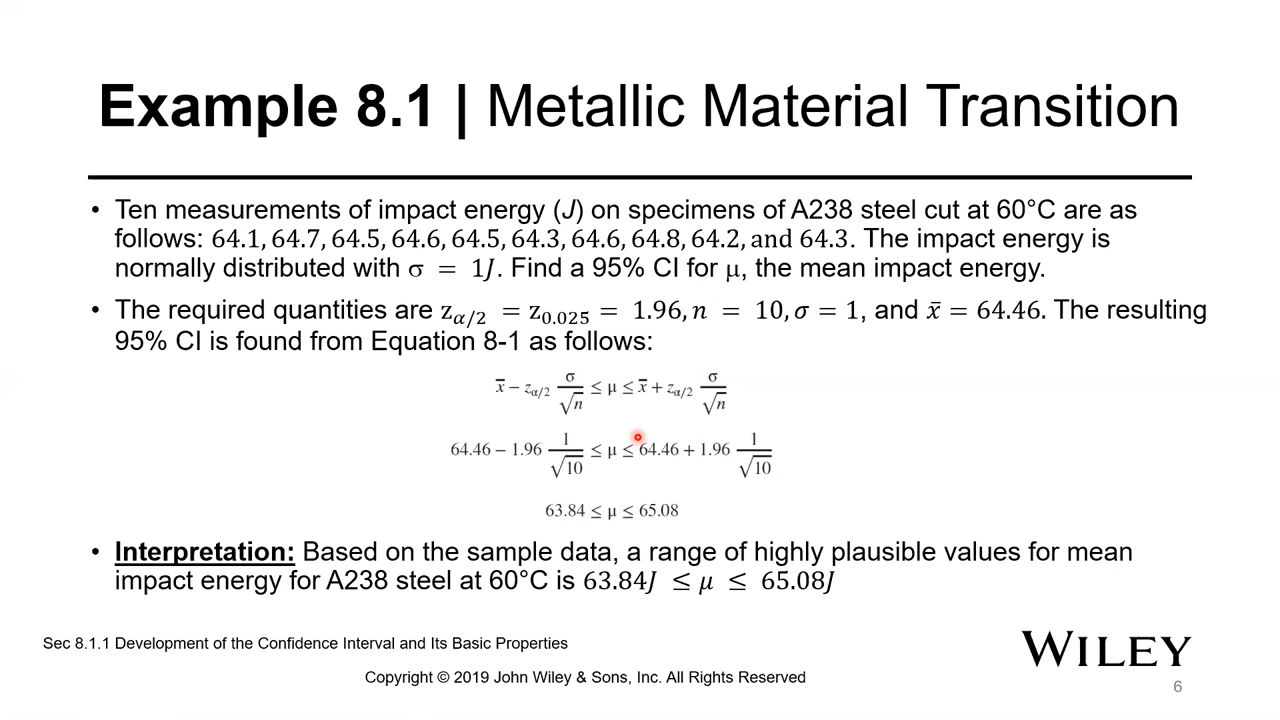 Example 8.1 | Metallic Material Transition
• Ten measurements of impact energy (J) on specimens of A238 steel cut at 60°C are as
follows: 64.1, 64.7, 64.5, 64.6, 64.5, 64.3, 64.6, 64.8, 64.2, and 64.3. The impact energy is
normally distributed with σ = 1J. Find a 95% CI for μ, the mean impact energy.
• The required quantities are z_{α/2} = z_{0.025} = 1.96, n = 10, σ = 1, and x̄ = 64.46. The resulting
95% CI is found from Equation 8-1 as follows:
x̄ − z_{α/2} σ/√n ≤ μ ≤ x̄ + z_{α/2} σ/√n
64.46 − 1.96 1/√10 ≤ μ ≤ 64.46 + 1.96 1/√10
63.84 ≤ μ ≤ 65.08
• Interpretation: Based on the sample data, a range of highly plausible values for mean
impact energy for A238 steel at 60°C is 63.84J ≤ μ ≤ 65.08J
Sec 8.1.1 Development of the Confidence Interval and Its Basic Properties
WILEY
Copyright © 2019 John Wiley & Sons, Inc. All Rights Reserved
6